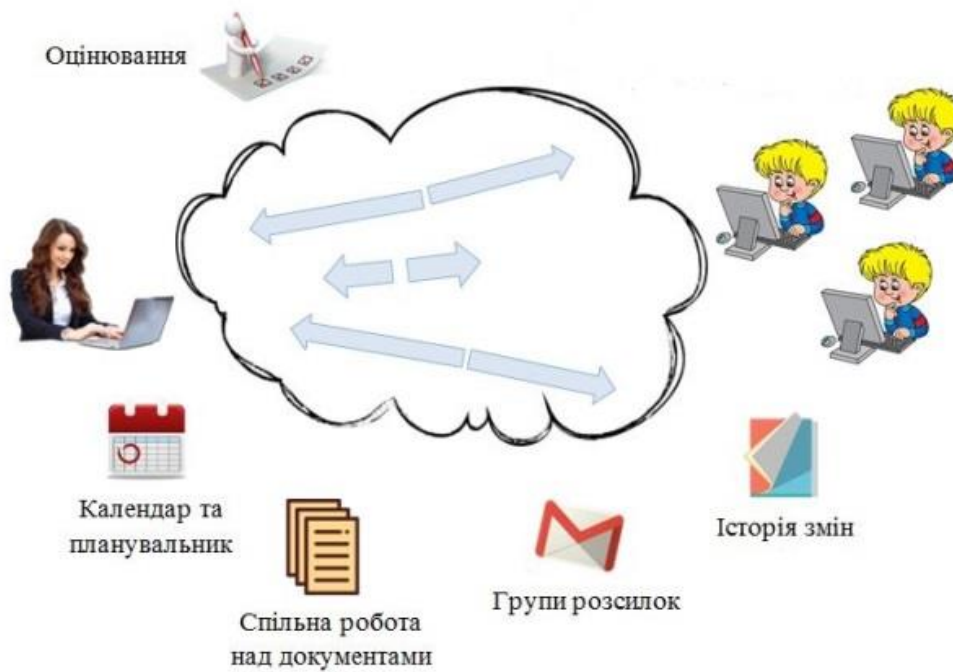 Оцінювання
Календар та
планувальник
Спільна робота
над документами
Групи розсилок
Історія змін